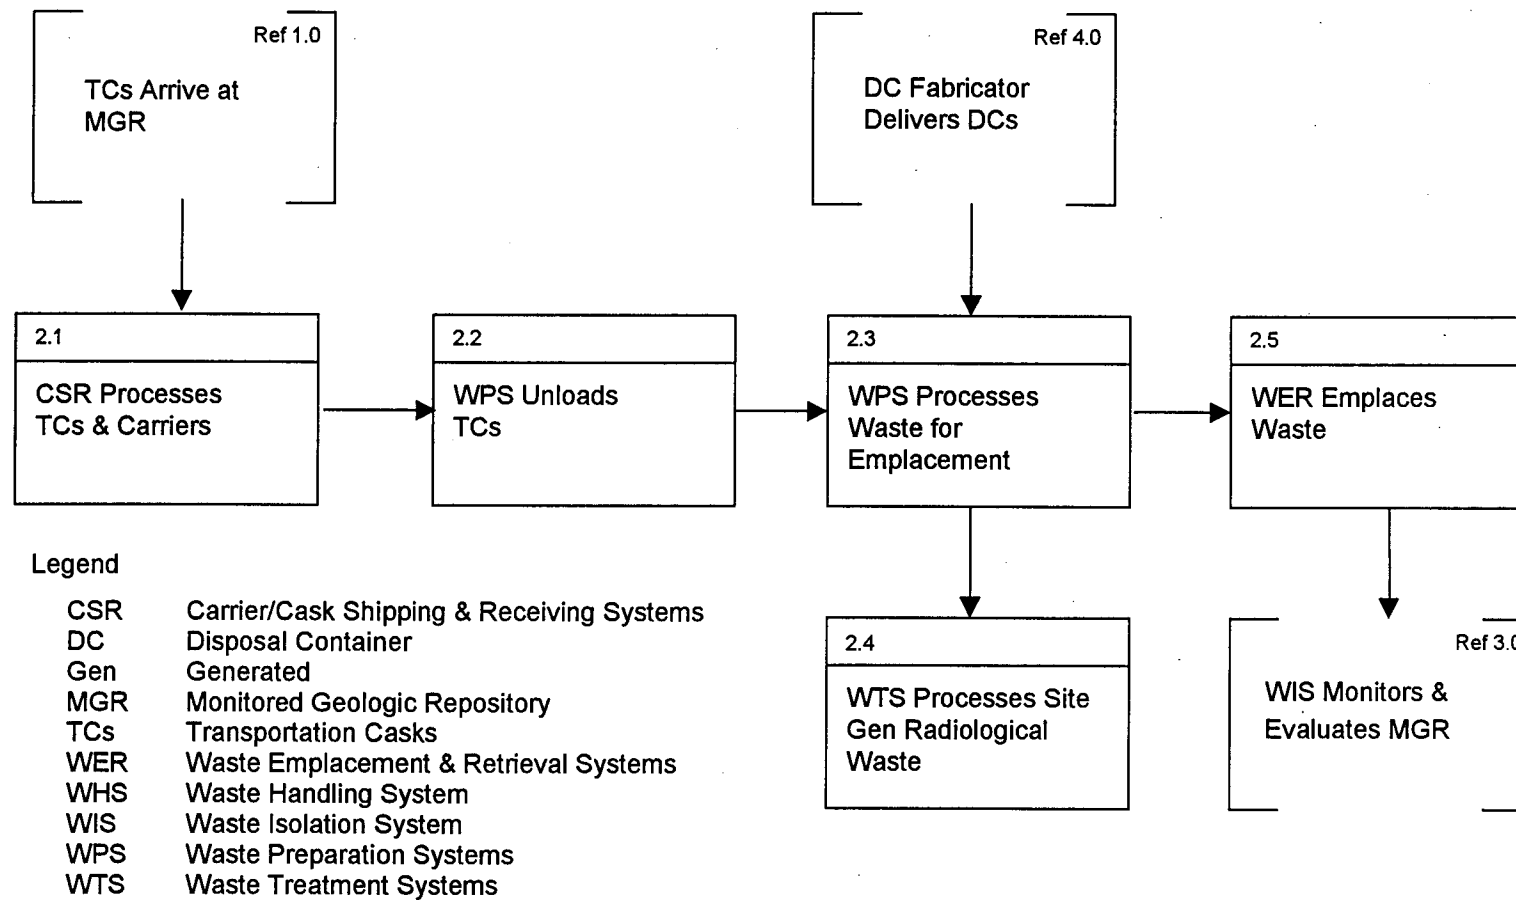 Ref 1.0
TCs Arrive at
MGR
Ref 4.0
DC Fabricator
Delivers DCs
2.1
CSR Processes
TCs & Carriers
2.2
WPS Unloads
TCs
2.3
WPS Processes
Waste for
Emplacement
2.5
WER Emplaces
Waste
2.4
WTS Processes Site
Gen Radiological
Waste
Ref 3.0
WIS Monitors &
Evaluates MGR
Legend
CSR Carrier/Cask Shipping & Receiving Systems
DC Disposal Container
Gen Generated
MGR Monitored Geologic Repository
TCs Transportation Casks
WER Waste Emplacement & Retrieval Systems
WHS Waste Handling System
WIS Waste Isolation System
WPS Waste Preparation Systems
WTS Waste Treatment Systems